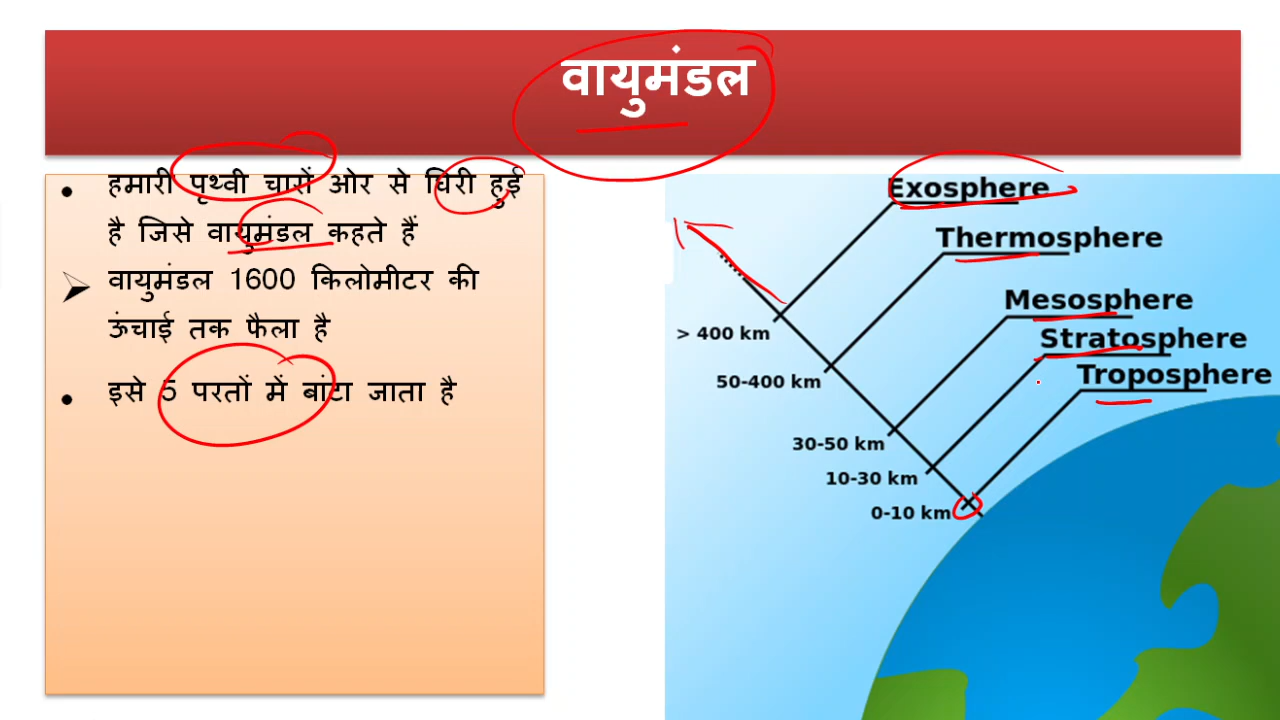 वायुमंडल
हमारी पृथ्वी चारों ओर से घिरी हुई
है जिसे वायुमंडल कहते हैं
वायुमंडल 1600 किलोमीटर की
ऊंचाई तक फैला है
इसे 5 परतों में बांटा जाता है
Exosphere
Thermosphere
Mesosphere
Stratosphere
Troposphere
> 400 km
50-400 km
30-50 km
10-30 km
0-10 km